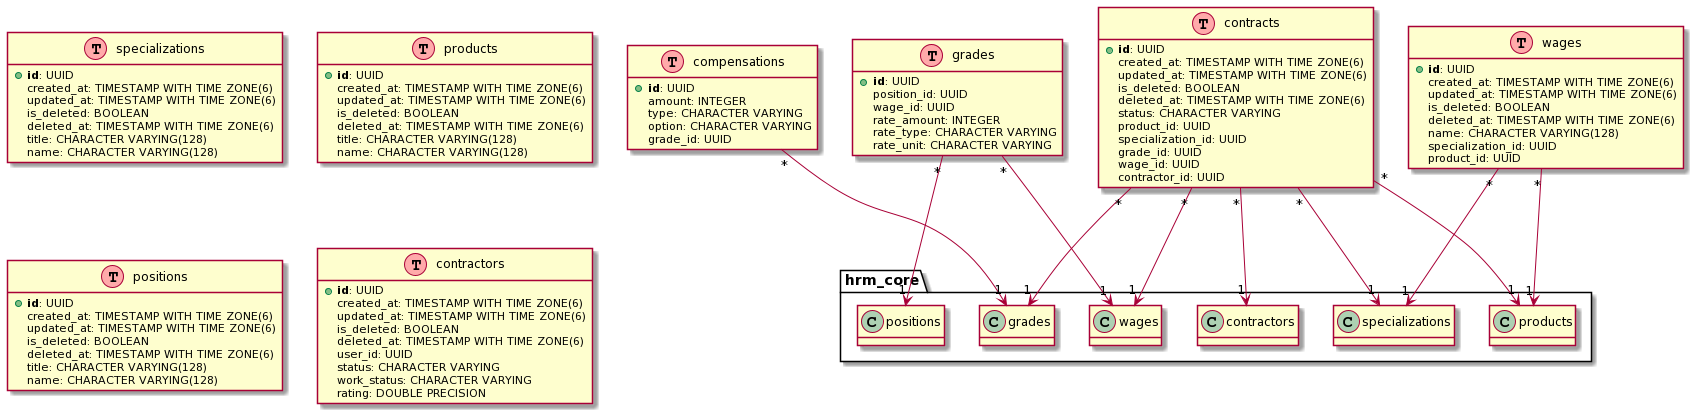 T specializations
id: UUID
created_at: TIMESTAMP WITH TIME ZONE(6)
updated_at: TIMESTAMP WITH TIME ZONE(6)
is_deleted: BOOLEAN
deleted_at: TIMESTAMP WITH TIME ZONE(6)
title: CHARACTER VARYING(128)
name: CHARACTER VARYING(128)
T products
id: UUID
created_at: TIMESTAMP WITH TIME ZONE(6)
updated_at: TIMESTAMP WITH TIME ZONE(6)
is_deleted: BOOLEAN
deleted_at: TIMESTAMP WITH TIME ZONE(6)
title: CHARACTER VARYING(128)
name: CHARACTER VARYING(128)
T compensations
id: UUID
amount: INTEGER
type: CHARACTER VARYING
option: CHARACTER VARYING
grade_id: UUID
T grades
id: UUID
position_id: UUID
wage_id: UUID
rate_amount: INTEGER
rate_type: CHARACTER VARYING
rate_unit: CHARACTER VARYING
T contracts
id: UUID
created_at: TIMESTAMP WITH TIME ZONE(6)
updated_at: TIMESTAMP WITH TIME ZONE(6)
is_deleted: BOOLEAN
deleted_at: TIMESTAMP WITH TIME ZONE(6)
status: CHARACTER VARYING
product_id: UUID
specialization_id: UUID
grade_id: UUID
wage_id: UUID
contractor_id: UUID
T wages
id: UUID
created_at: TIMESTAMP WITH TIME ZONE(6)
updated_at: TIMESTAMP WITH TIME ZONE(6)
is_deleted: BOOLEAN
deleted_at: TIMESTAMP WITH TIME ZONE(6)
name: CHARACTER VARYING(128)
specialization_id: UUID
product_id: UUID
* * * * * * * * * * *
T positions
id: UUID
created_at: TIMESTAMP WITH TIME ZONE(6)
updated_at: TIMESTAMP WITH TIME ZONE(6)
is_deleted: BOOLEAN
deleted_at: TIMESTAMP WITH TIME ZONE(6)
title: CHARACTER VARYING(128)
name: CHARACTER VARYING(128)
T contractors
id: UUID
created_at: TIMESTAMP WITH TIME ZONE(6)
updated_at: TIMESTAMP WITH TIME ZONE(6)
is_deleted: BOOLEAN
deleted_at: TIMESTAMP WITH TIME ZONE(6)
user_id: UUID
status: CHARACTER VARYING
work_status: CHARACTER VARYING
rating: DOUBLE PRECISION
hrm_core
1 1 1 1 1 1 1 1 1 1
C positions
C grades
C wages
C contractors
C specializations
C products